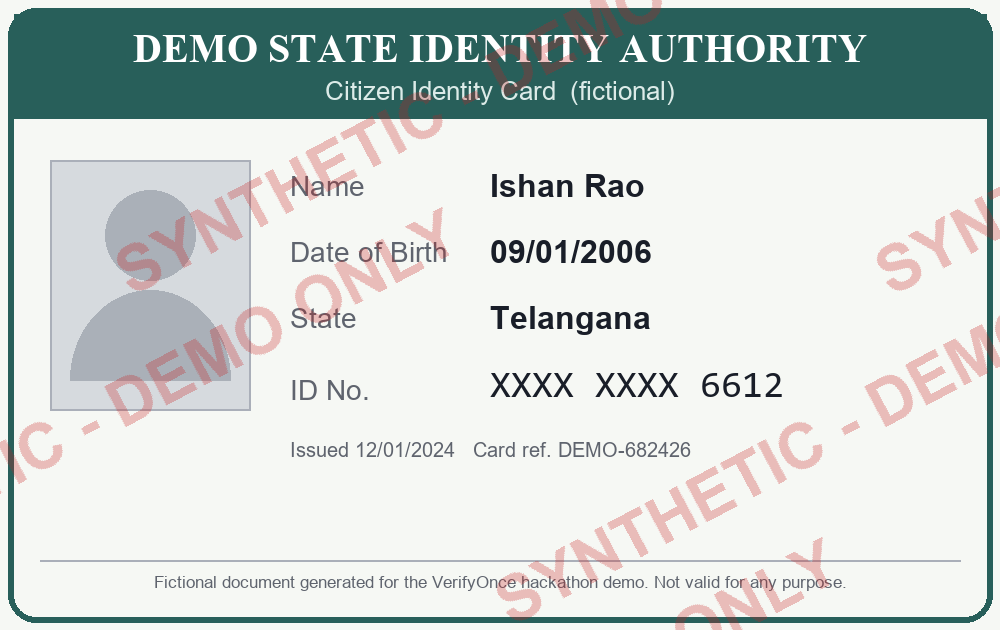 DEMO STATE IDENTITY AUTHORITY
Citizen Identity Card (fictional)
Name Ishan Rao
Date of Birth 09/01/2006
State Telangana
ID No. XXXX XXXX 6612
Issued 12/01/2024 Card ref. DEMO-682426
Fictional document generated for the VerifyOnce hackathon demo. Not valid for any purpose.
SYNTHETIC - DEMO ONLY
SYNTHETIC - DEMO ONLY